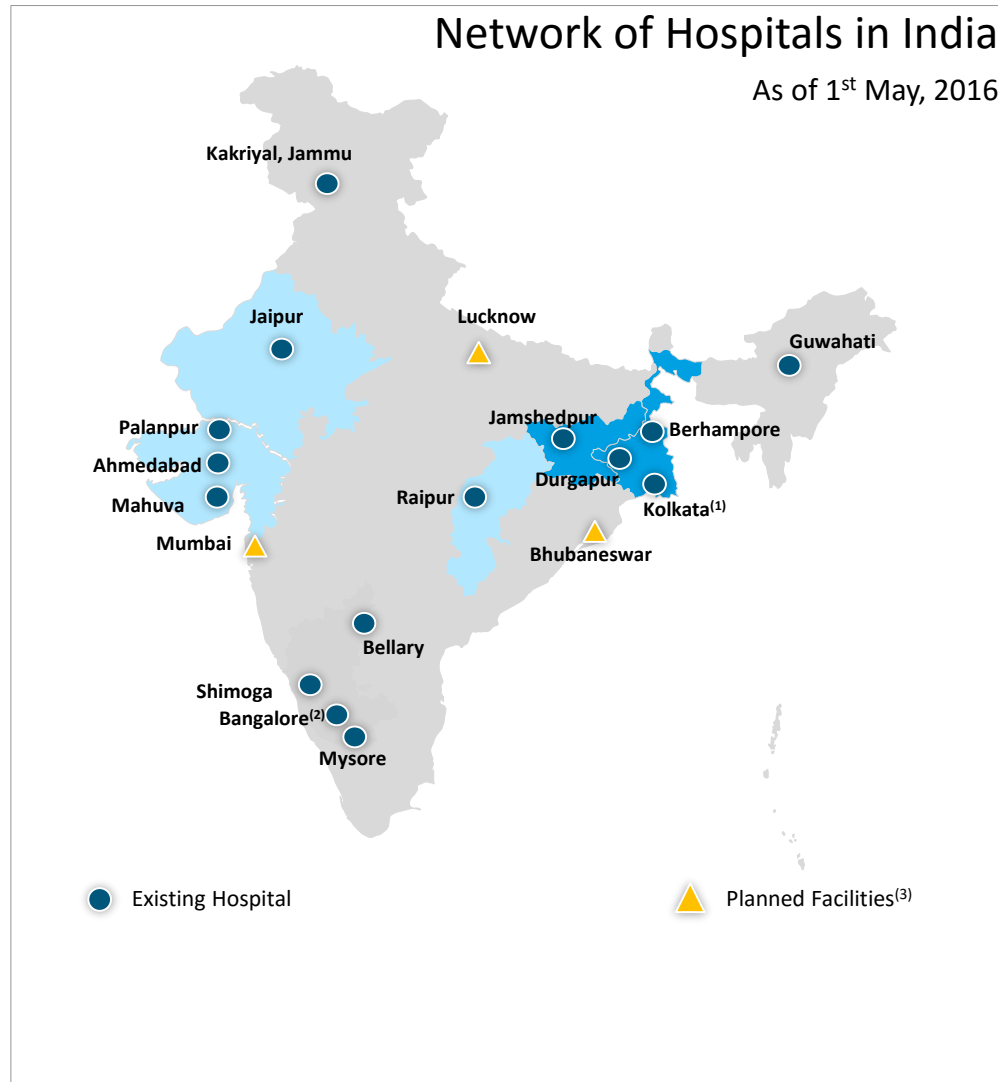 Network of Hospitals in India
As of 1st May, 2016
Kakriyal, Jammu
Jaipur
Lucknow
Guwahati
Palanpur
Jamshedpur
Berhampore
Ahmedabad
Durgapur
Mahuva
Raipur
Kolkata(1)
Mumbai
Bhubaneswar
Bellary
Shimoga
Bangalore(2)
Mysore
Existing Hospital
Planned Facilities(3)